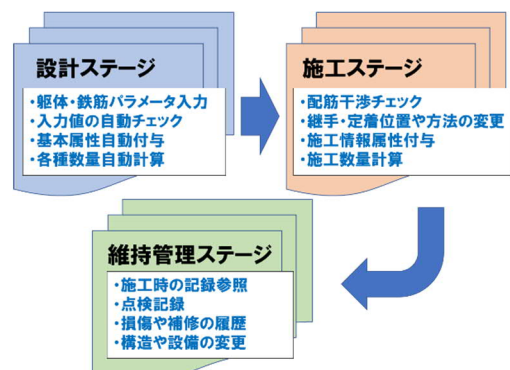 設計ステージ
・躯体・鉄筋パラメータ入力
・入力値の自動チェック
・基本属性自動付与
・各種数量自動計算
施工ステージ
・配筋干渉チェック
・継手・定着位置や方法の変更
・施工情報属性付与
・施工数量計算
維持管理ステージ
・施工時の記録参照
・点検記録
・損傷や補修の履歴
・構造や設備の変更